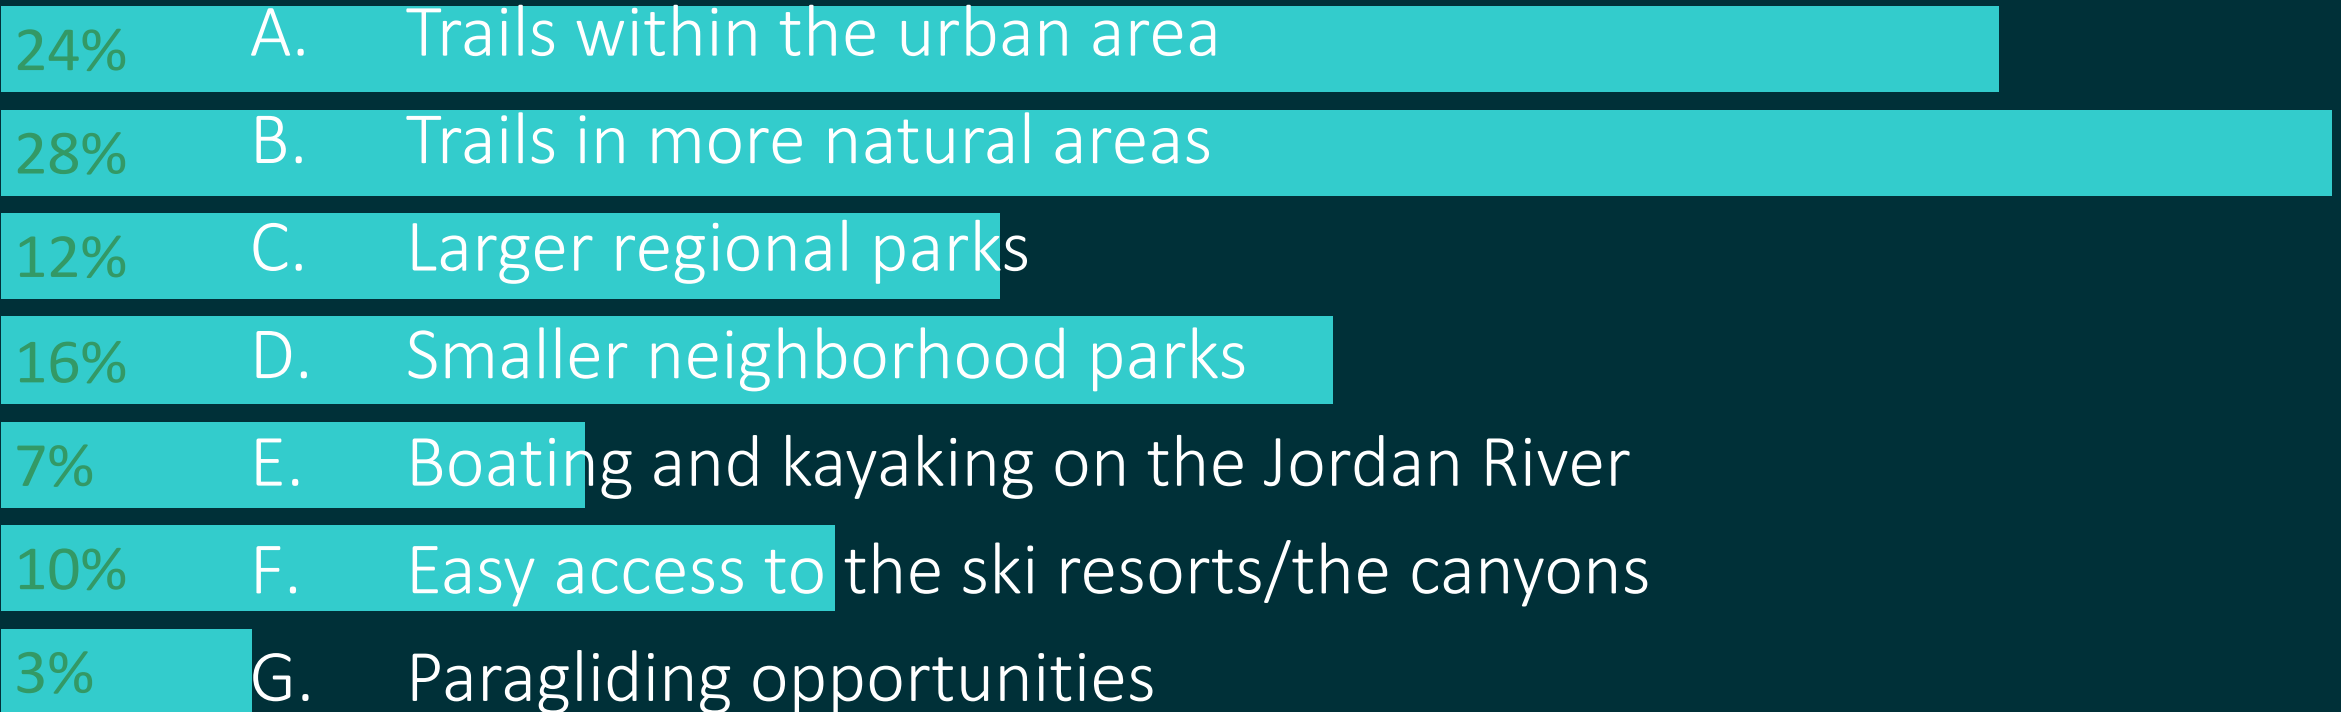 24% A. Trails within the urban area
28% B. Trails in more natural areas
12% C. Larger regional parks
16% D. Smaller neighborhood parks
7% E. Boating and kayaking on the Jordan River
10% F. Easy access to the ski resorts/the canyons
3% G. Paragliding opportunities